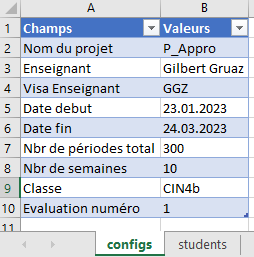 A B
1 Champs Valeurs
2 Nom du projet P_Appro
3 Enseignant Gilbert Gruaz
4 Visa Enseignant GGZ
5 Date debut 23.01.2023
6 Date fin 24.03.2023
7 Nbr de périodes total 300
8 Nbr de semaines 10
9 Classe CIN4b
10 Evaluation numéro 1
11
configs students